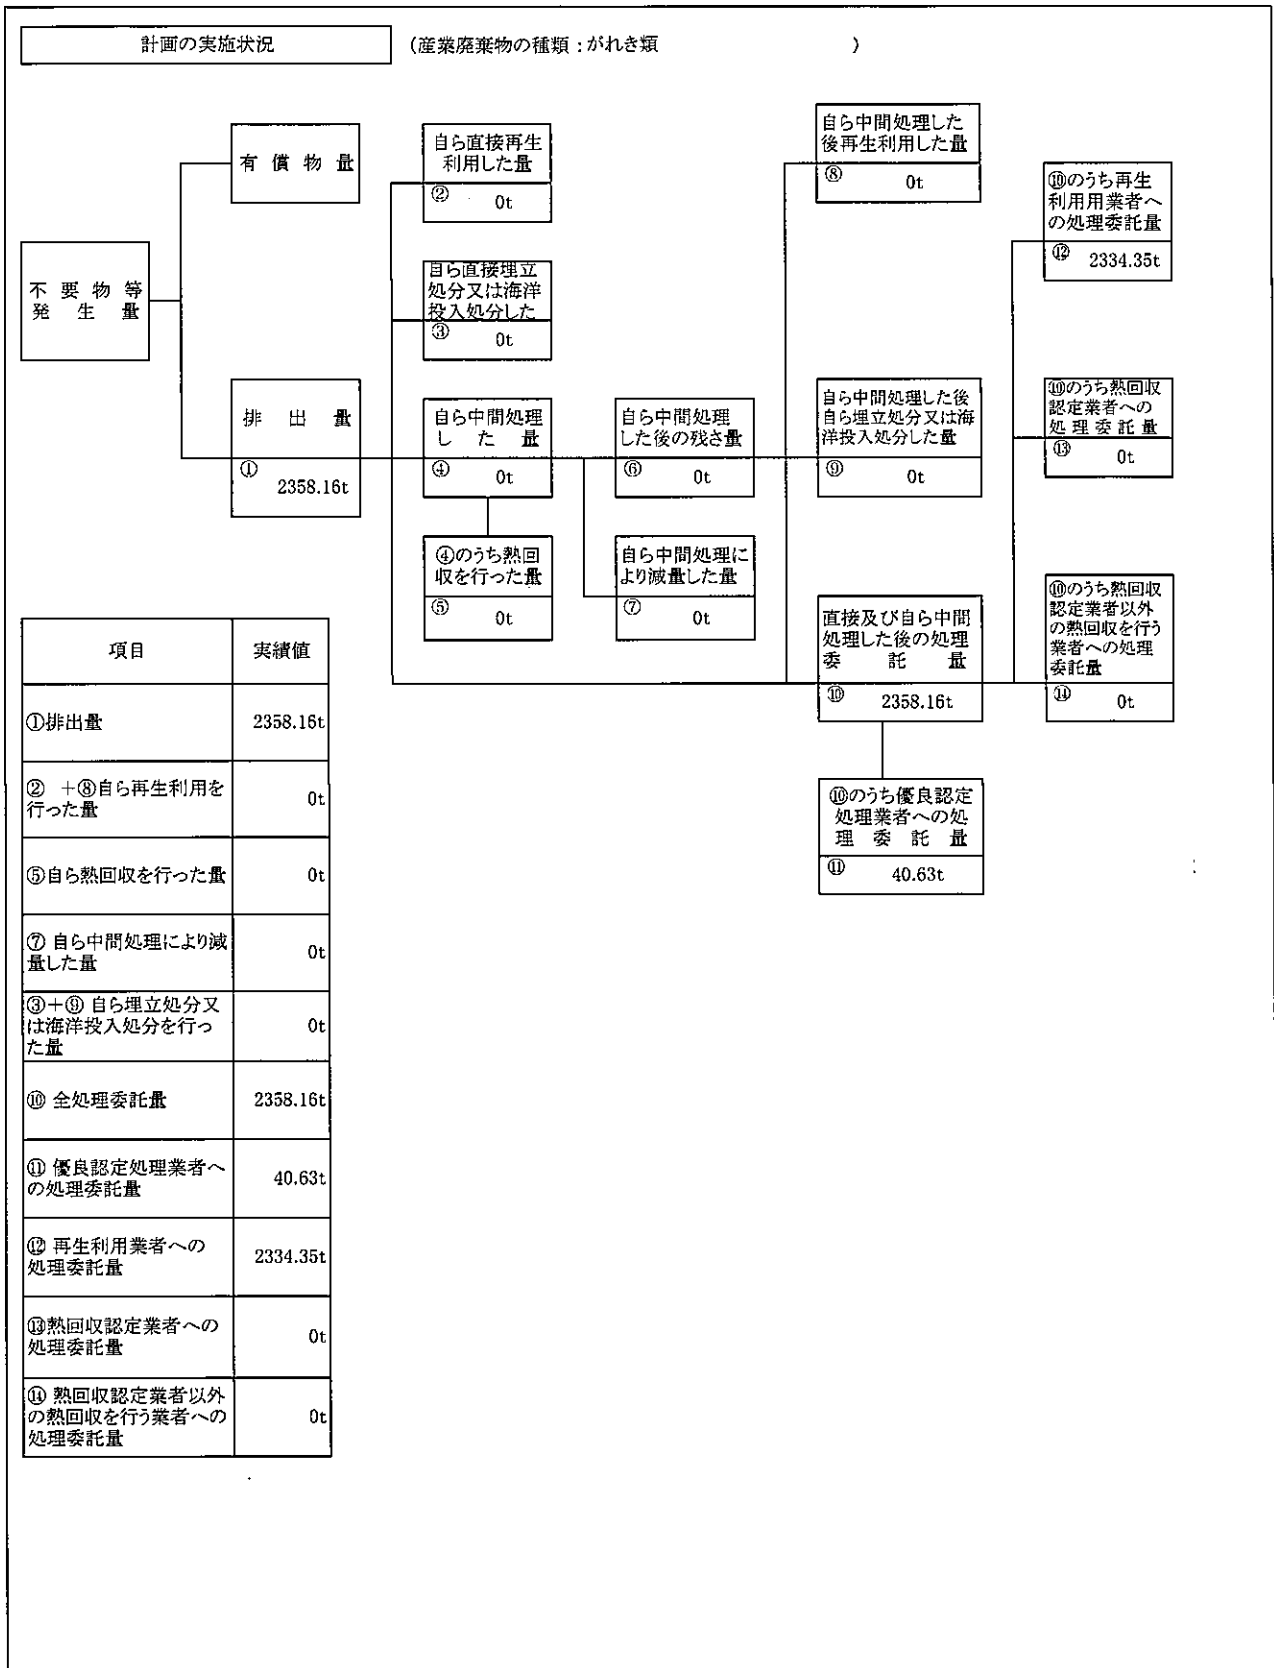 計画の実施状況
(産業廃棄物の種類：がれき類　)
有償物量
不要物等
発生量
排出量
①
2358.16t
自ら直接再生
利用した量
②
0t
自ら直接埋立
処分又は海洋
投入処分した
③
0t
自ら中間処理
した量
④
0t
④のうち熱回
収を行った量
⑤
0t
自ら中間処理
した後の残さ量
⑥
0t
自ら中間処理に
より減量した量
⑦
0t
自ら中間処理した
後再生利用した量
⑧
0t
自ら中間処理した後
自ら埋立処分又は海
洋投入処分した量
⑨
0t
直接及び自ら中間
処理した後の処理
委託量
⑩
2358.16t
⑩のうち優良認定
処理業者への処
理委託量
⑪
40.63t
⑩のうち再生
利用用業者へ
の処理委託量
⑫
2334.35t
⑩のうち熱回収
認定業者への
処理委託量
⑬
0t
⑩のうち熱回収
認定業者以外
の熱回収を行う
業者への処理
委託量
⑭
0t
項目
実績値
①排出量
2358.16t
②　＋⑧自ら再生利用を
行った量
0t
⑤自ら熱回収を行った量
0t
⑦ 自ら中間処理により減
量した量
0t
③＋⑨ 自ら埋立処分又
は海洋投入処分を行っ
た量
0t
⑩ 全処理委託量
2358.16t
⑪ 優良認定処理業者へ
の処理委託量
40.63t
⑫ 再生利用業者への
処理委託量
2334.35t
⑬熱回収認定業者への
処理委託量
0t
⑭ 熱回収認定業者以外
の熱回収を行う業者への
処理委託量
0t